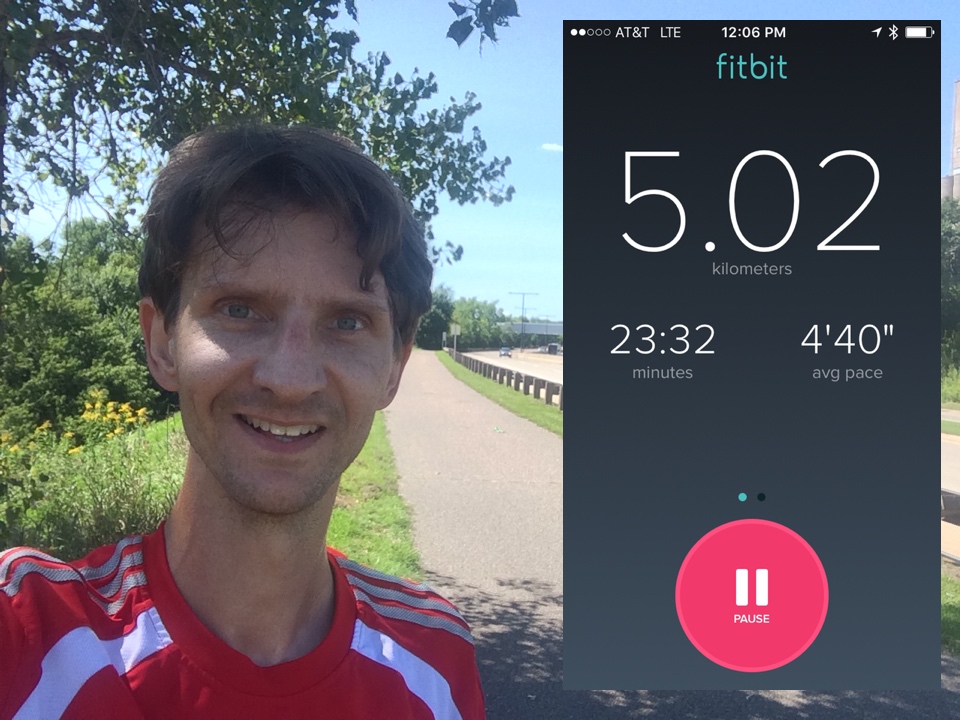 AT&T LTE 12:06 PM
fitbit
5.02
kilometers
23:32 4'40"
minutes avg pace
PAUSE